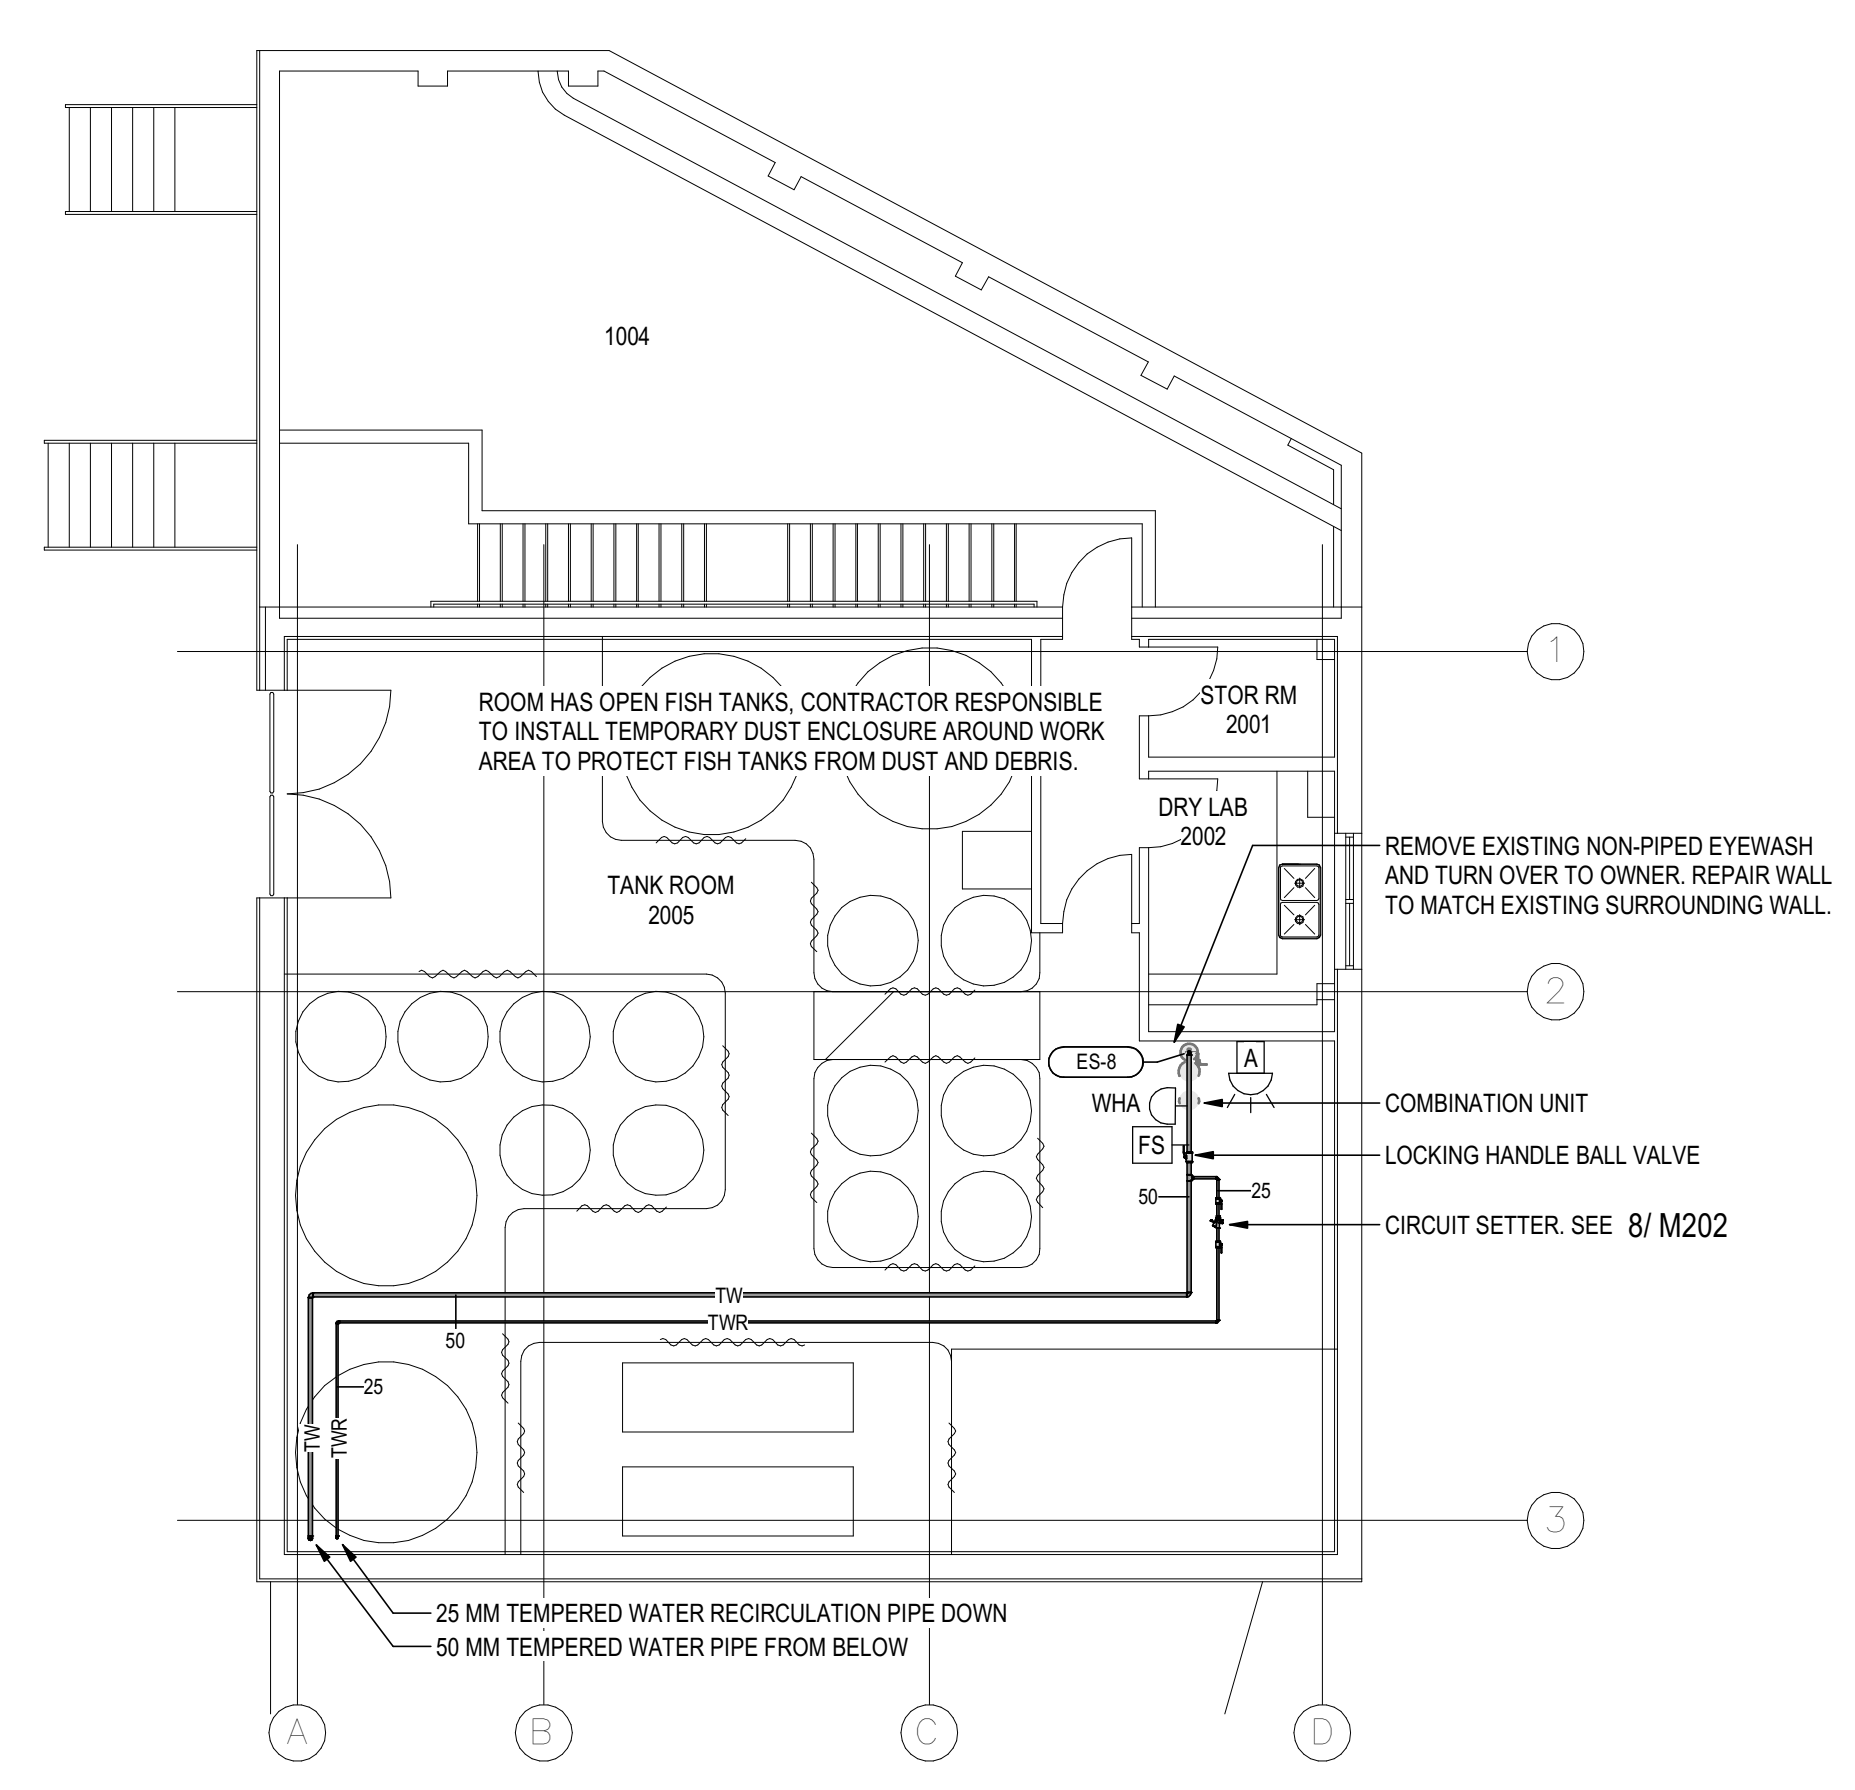 1004
1
ROOM HAS OPEN FISH TANKS, CONTRACTOR RESPONSIBLE
TO INSTALL TEMPORARY DUST ENCLOSURE AROUND WORK
AREA TO PROTECT FISH TANKS FROM DUST AND DEBRIS.
STOR RM
2001
DRY LAB
2002
REMOVE EXISTING NON-PIPED EYEWASH
AND TURN OVER TO OWNER. REPAIR WALL
TO MATCH EXISTING SURROUNDING WALL.
TANK ROOM
2005
2
ES-8
A
WHA
COMBINATION UNIT
FS
LOCKING HANDLE BALL VALVE
50
25
CIRCUIT SETTER. SEE 8/ M202
TW
TWR
50
25
TW
TWR
3
25 MM TEMPERED WATER RECIRCULATION PIPE DOWN
50 MM TEMPERED WATER PIPE FROM BELOW
A
B
C
D